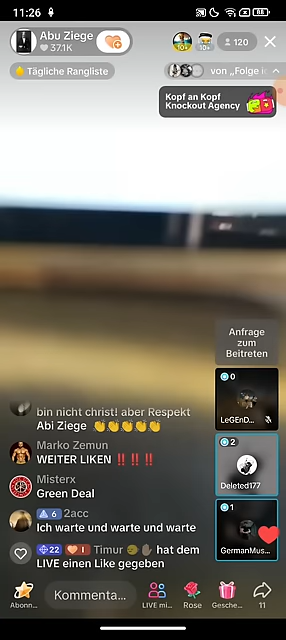 11:26
Abu Ziege
37.1K
10+
10+
120
Tägliche Rangliste
von „Folge i
Kopf an Kopf
Knockout Agency
Anfrage
zum
Beitreten
0
LeGEnD...
2
Deleted177
1
GermanMus...
bin nicht christ! aber Respekt
Abi Ziege 👏👏👏👏👏
Marko Zemun
WEITER LIKEN ‼️ ‼️ ‼️
Misterx
Green Deal
6 2acc
Ich warte und warte und warte
22 1 Timur hat dem
LIVE einen Like gegeben
Abonn...
Kommenta...
LIVE mi...
Rose
Gesche...
11